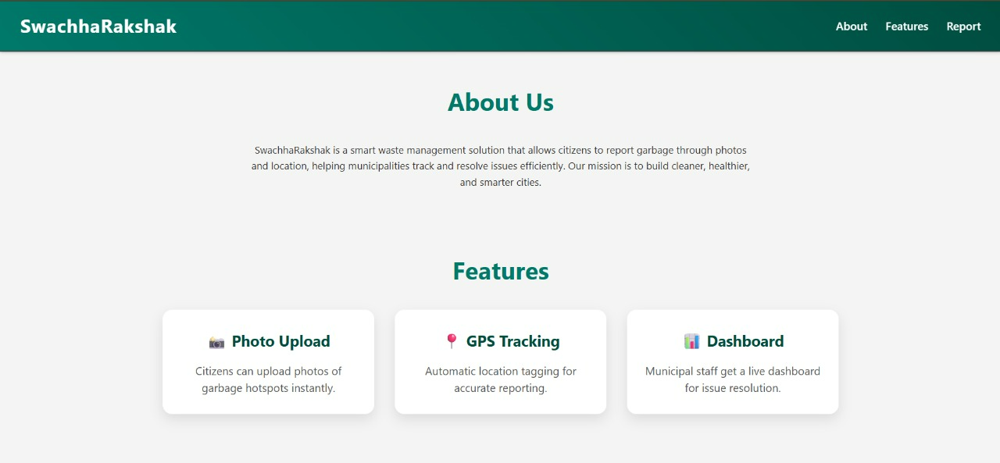 SwachhaRakshak
About Features Report
About Us
SwachhaRakshak is a smart waste management solution that allows citizens to report garbage through photos
and location, helping municipalities track and resolve issues efficiently. Our mission is to build cleaner, healthier,
and smarter cities.
Features
Photo Upload
Citizens can upload photos of
garbage hotspots instantly.
GPS Tracking
Automatic location tagging for
accurate reporting.
Dashboard
Municipal staff get a live dashboard
for issue resolution.